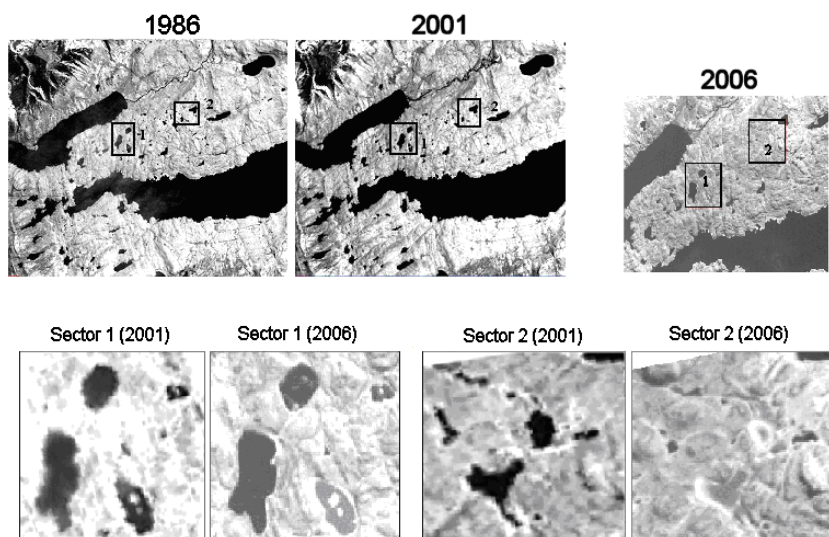 1986
2001
2006
1
2
1
2
1
2
Sector 1 (2001)
Sector 1 (2006)
Sector 2 (2001)
Sector 2 (2006)